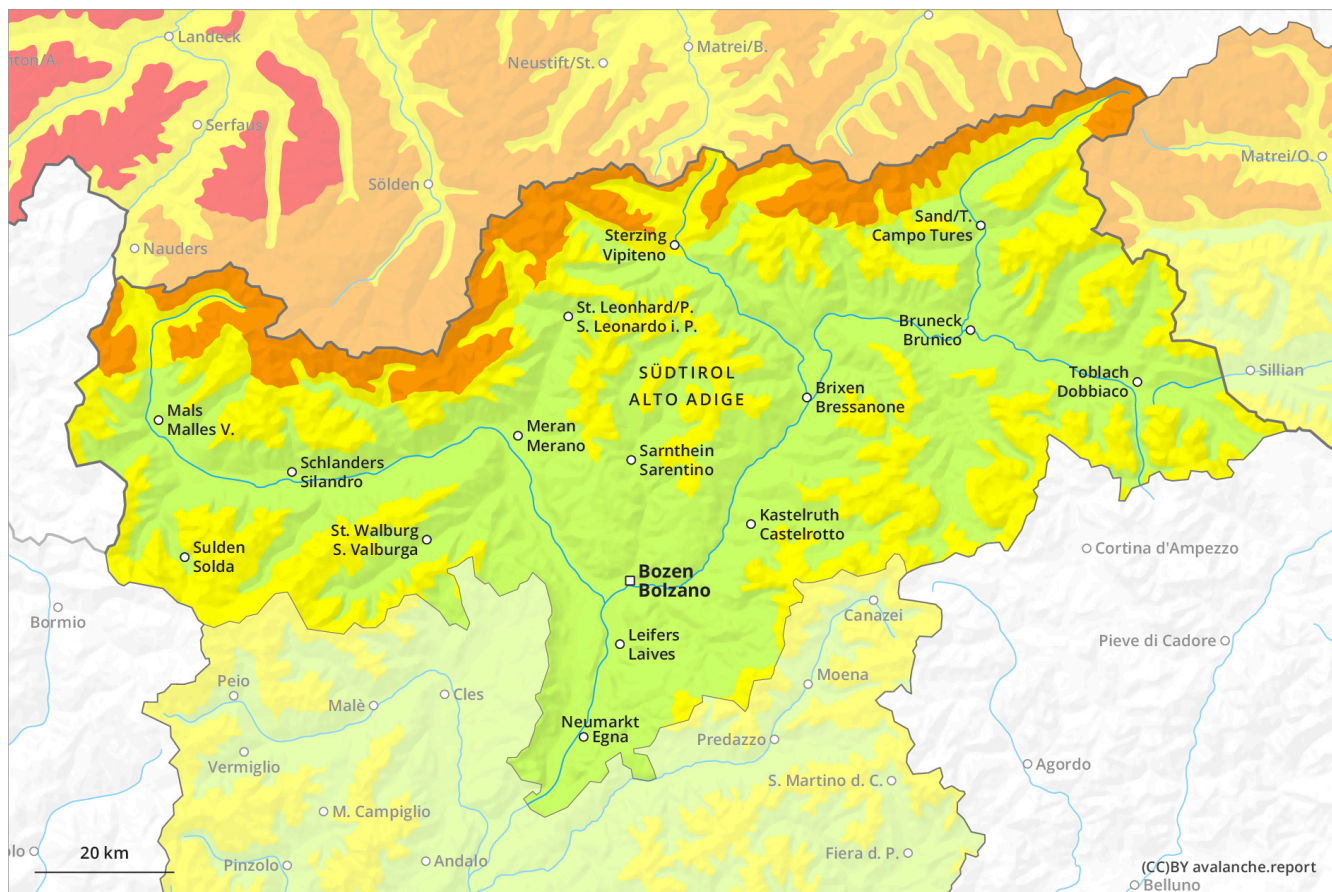 Landeck
Matrei/B.
Neustift/St.
Serfaus
Sölden
Matrei/O.
Nauders
Sand/T.
Campo Tures
Sterzing
Vipiteno
St. Leonhard/P.
S. Leonardo i. P.
Bruneck
Brunico
SÜDTIROL
ALTO ADIGE
Toblach
Dobbiaco
Sillian
Brixen
Bressanone
Mals
Malles V.
Meran
Merano
Sarnthein
Sarentino
Schlanders
Silandro
Kastelruth
Castelrotto
St. Walburg
S. Valburga
Sulden
Solda
Cortina d'Ampezzo
Bozen
Bolzano
Bormio
Canazei
Leifers
Laives
Pieve di Cadore
Peio
Malè
Cles
Moena
Neumarkt
Egna
Predazzo
Vermiglio
Agordo
S. Martino d. C.
M. Campiglio
20 km
Pinzolo
Andalo
Fiera d. P.
(CC)BY avalanche.report
Belluno